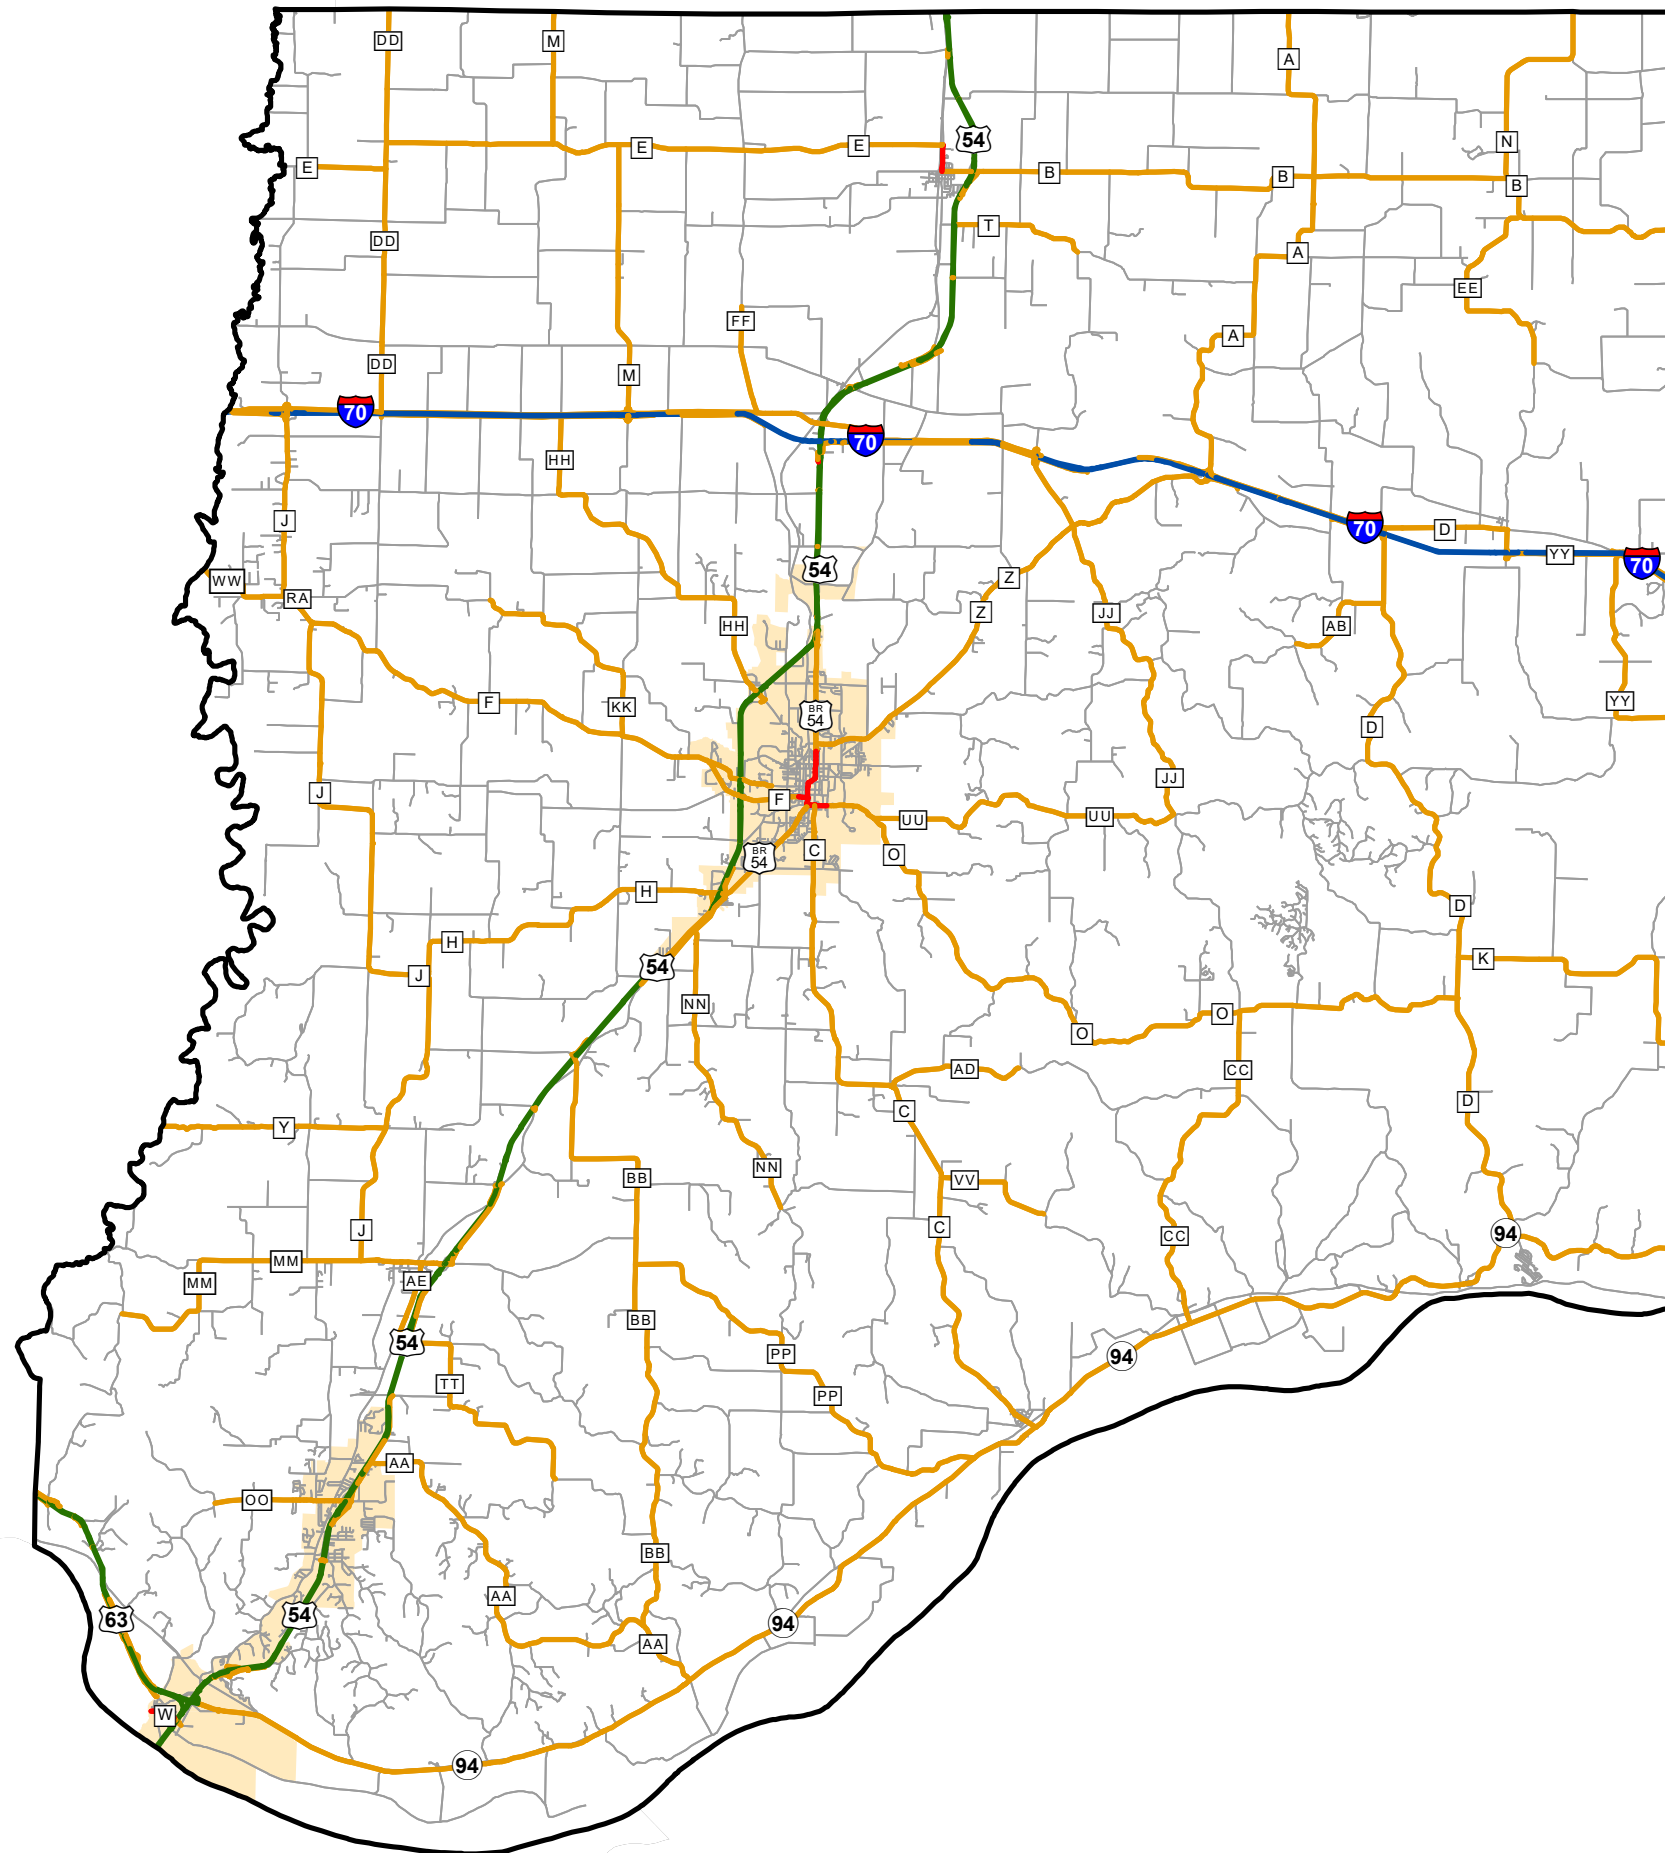 DD
M
A
54
N
E
E
E
B
B
B
T
DD
A
EE
FF
A
DD
M
70
70
HH
J
70
D
YY
70
54
WW
Z
RA
Z
JJ
HH
AB
F
KK
BR
54
YY
D
JJ
J
F
UU
UU
C
BR
54
O
H
D
H
K
54
J
NN
O
O
AD
CC
C
D
Y
NN
BB
VV
C
J
94
CC
MM
AE
MM
BB
54
PP
94
TT
PP
AA
OO
BB
AA
54
63
94
AA
W
94